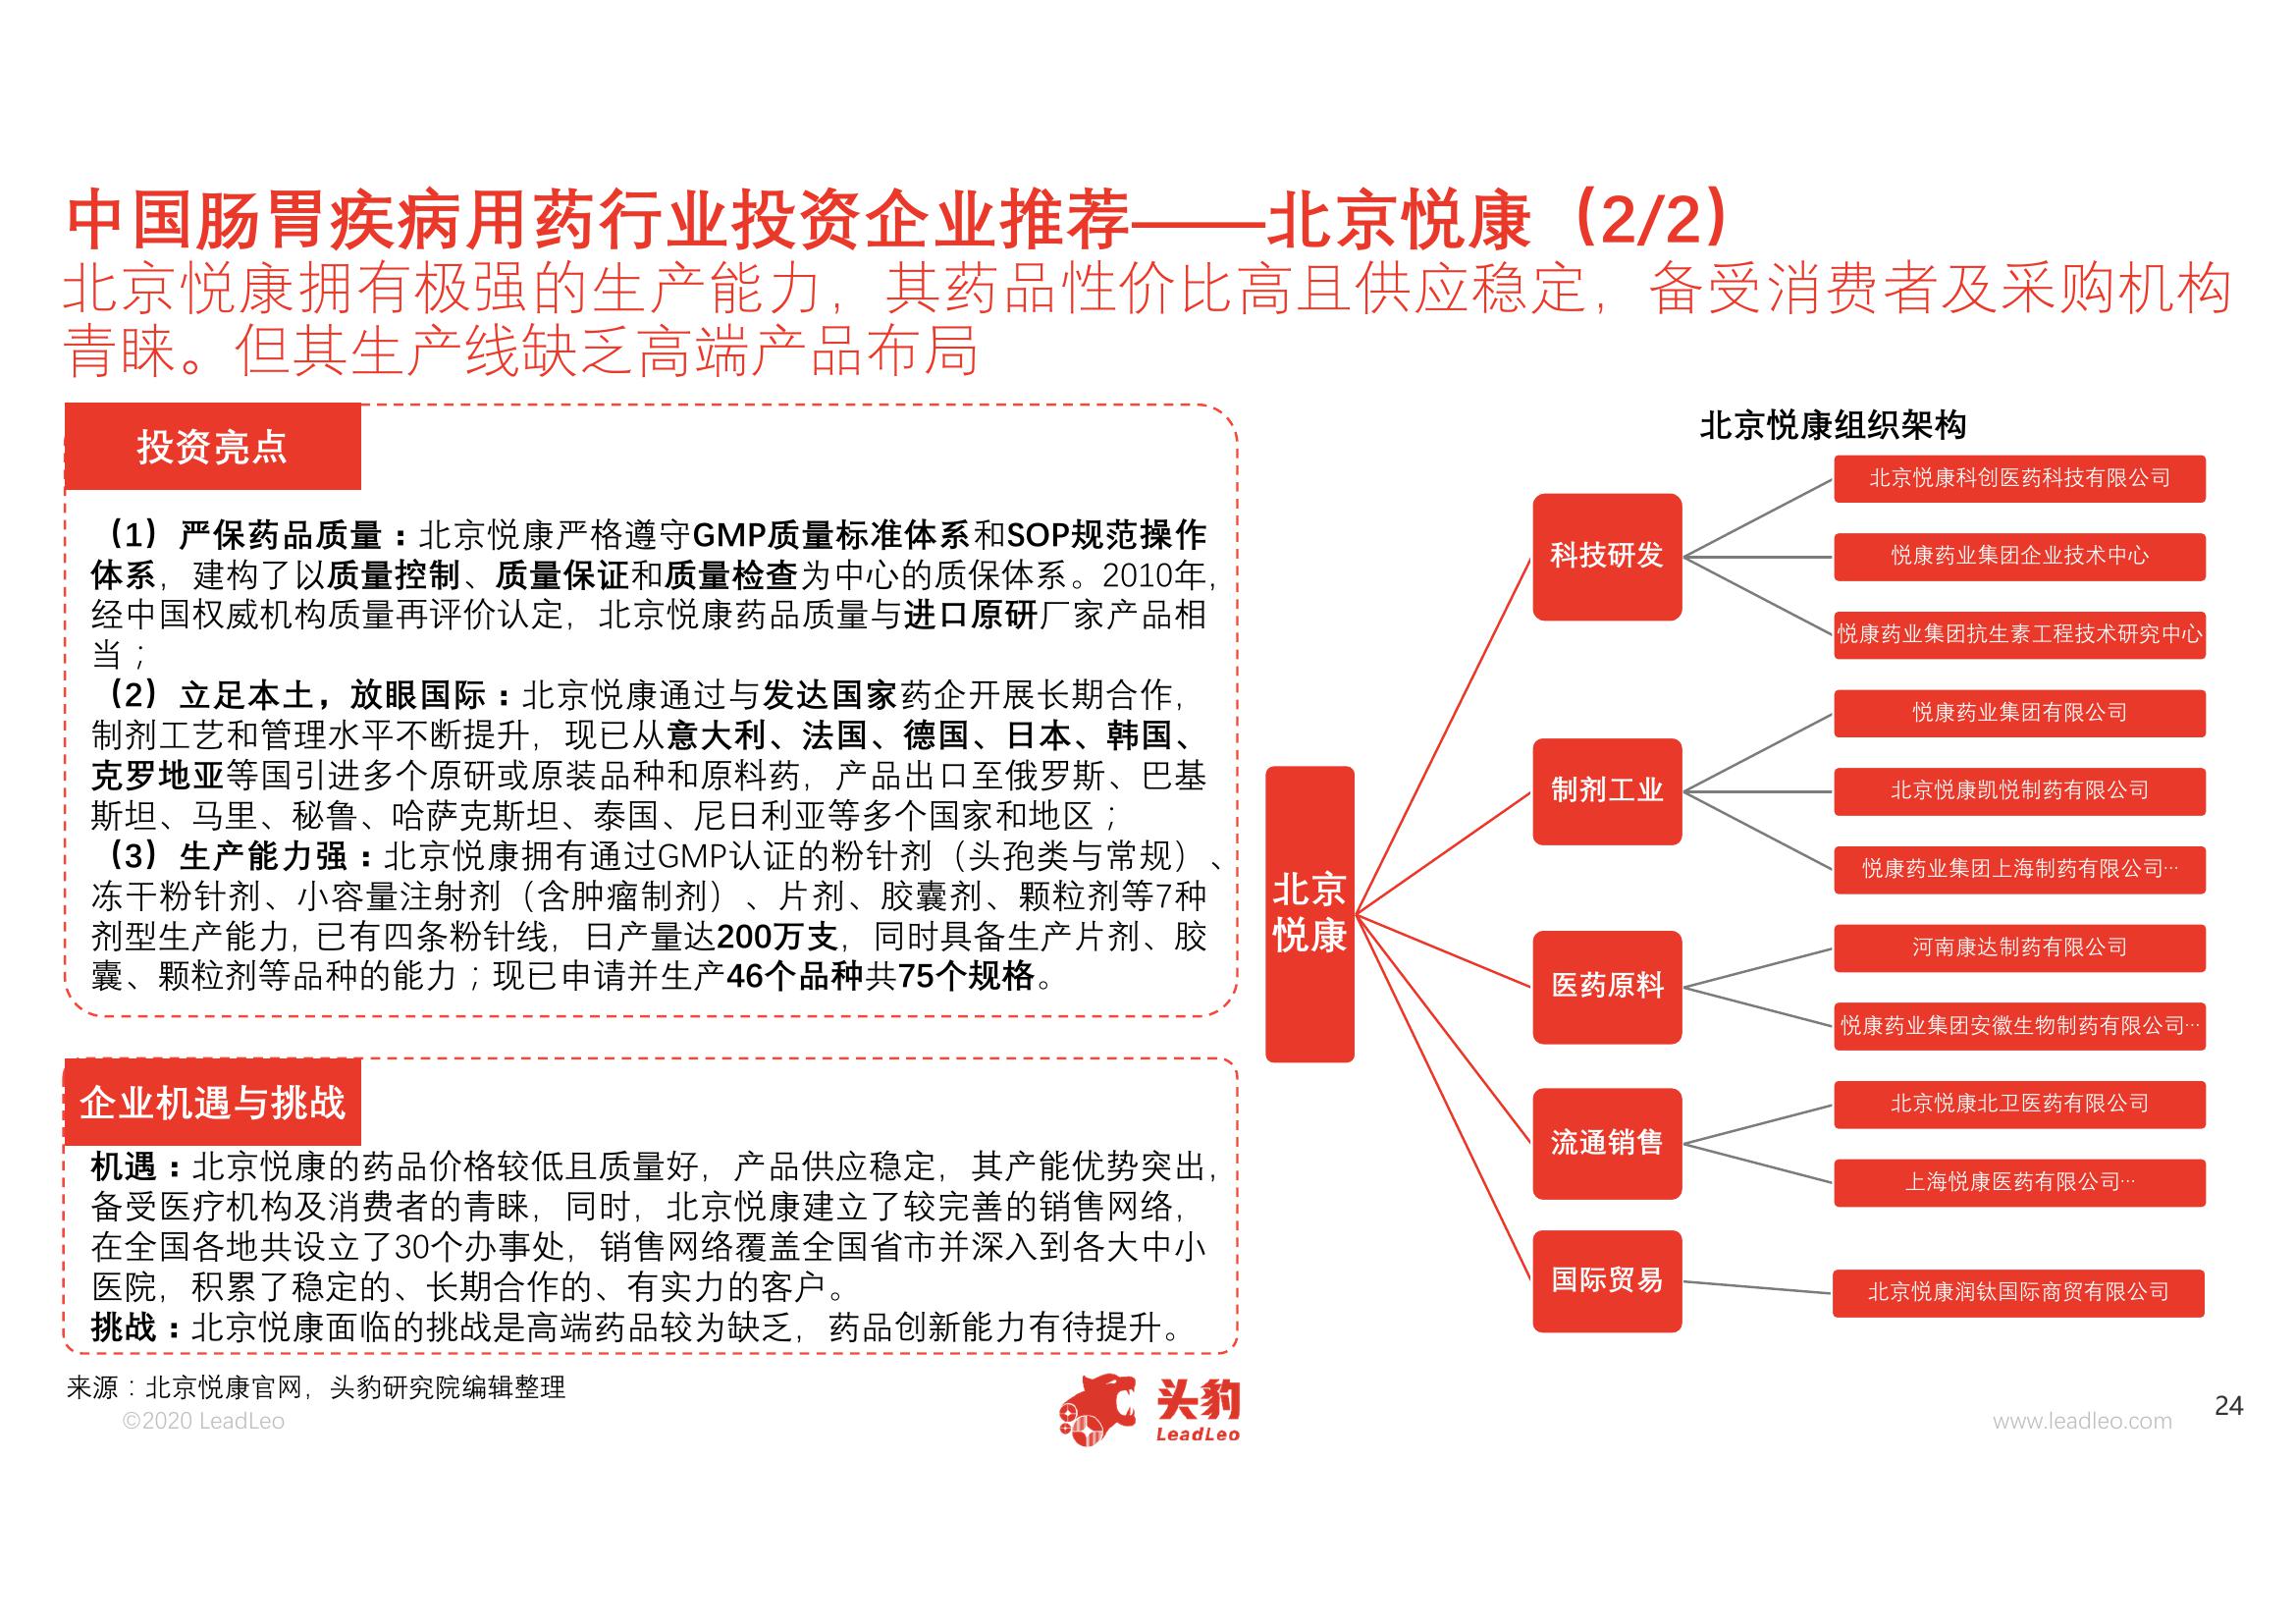 中国肠胃疾病用药行业投资企业推荐——北京悦康（2/2）
北京悦康拥有极强的生产能力，其药品性价比高且供应稳定，备受消费者及采购机构
青睐。但其生产线缺乏高端产品布局
投资亮点
（1）严保药品质量：北京悦康严格遵守GMP质量标准体系和SOP规范操作
体系，建构了以质量控制、质量保证和质量检查为中心的质保体系。2010年，
经中国权威机构质量再评价认定，北京悦康药品质量与进口原研厂家产品相
当；
（2）立足本土，放眼国际：北京悦康通过与发达国家药企开展长期合作，
制剂工艺和管理水平不断提升，现已从意大利、法国、德国、日本、韩国、
克罗地亚等国引进多个原研或原装品种和原料药，产品出口至俄罗斯、巴基
斯坦、马里、秘鲁、哈萨克斯坦、泰国、尼日利亚等多个国家和地区；
（3）生产能力强：北京悦康拥有通过GMP认证的粉针剂（头孢类与常规）、
冻干粉针剂、小容量注射剂（含肿瘤制剂）、片剂、胶囊剂、颗粒剂等7种
剂型生产能力，已有四条粉针线，日产量达200万支，同时具备生产片剂、胶
囊、颗粒剂等品种的能力；现已申请并生产46个品种共75个规格。
企业机遇与挑战
机遇：北京悦康的药品价格较低且质量好，产品供应稳定，其产能优势突出，
备受医疗机构及消费者的青睐，同时，北京悦康建立了较完善的销售网络，
在全国各地共设立了30个办事处，销售网络覆盖全国省市并深入到各大中小
医院，积累了稳定的、长期合作的、有实力的客户。
挑战：北京悦康面临的挑战是高端药品较为缺乏，药品创新能力有待提升。
北京悦康组织架构
北京
悦康
科技研发
北京悦康科创医药科技有限公司
悦康药业集团企业技术中心
悦康药业集团抗生素工程技术研究中心
制剂工业
悦康药业集团有限公司
北京悦康凯悦制药有限公司
悦康药业集团上海制药有限公司…
医药原料
河南康达制药有限公司
悦康药业集团安徽生物制药有限公司…
流通销售
北京悦康北卫医药有限公司
上海悦康医药有限公司…
国际贸易
北京悦康润钛国际商贸有限公司
来源：北京悦康官网，头豹研究院编辑整理
©2020 LeadLeo
头豹
LeadLeo
www.leadleo.com
24